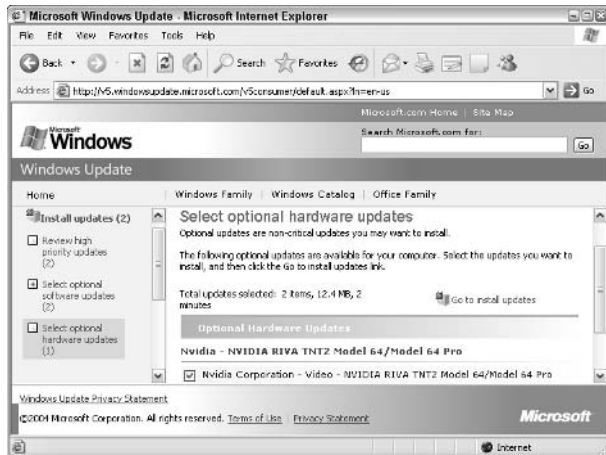 Microsoft Windows Update - Microsoft Internet Explorer
File Edit View Favorites Tools Help
Back Search Favorites
Address http://v5.windowsupdate.microsoft.com/v5consumer/default.aspx?ln=en-us Go
Microsoft.com Home | Site Map
Microsoft
Windows
Search Microsoft.com for:
Go
Windows Update
Home | Windows Family | Windows Catalog | Office Family
Install updates (2)
Review high
priority updates
(2)
Select optional
software updates
(2)
Select optional
hardware updates
(1)
Select optional hardware updates
Optional updates are non-critical updates you may want to install.
The following optional updates are available for your computer. Select the updates you want to
install, and then click the Go to install updates link.
Total updates selected: 2 items, 12.4 MB, 2
minutes
Go to install updates
Optional Hardware Updates
Nvidia - NVIDIA RIVA TNT2 Model 64/Model 64 Pro
Nvidia Corporation - Video - NVIDIA RIVA TNT2 Model 64/Model 64 Pro
Windows Update Privacy Statement
©2004 Microsoft Corporation. All rights reserved. Terms of Use | Privacy Statement
Microsoft
Internet